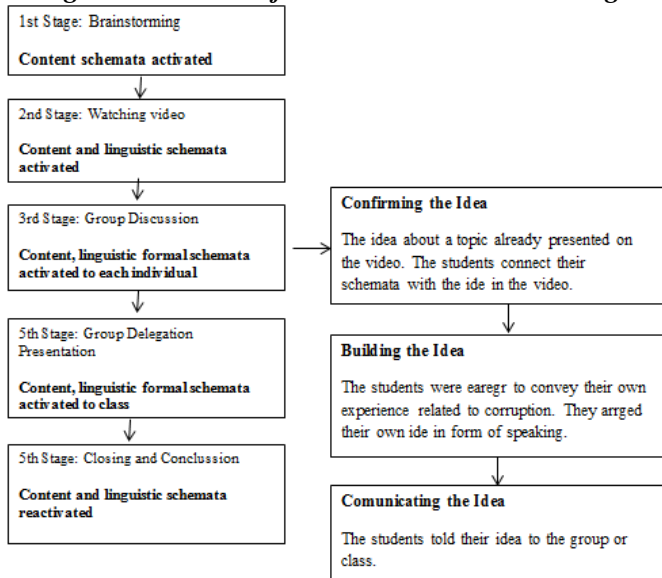 1st Stage: Brainstorming
Content schemata activated
2nd Stage: Watching video
Content and linguistic schemata
activated
3rd Stage: Group Discussion
Content, linguistic formal schemata
activated to each individual
5th Stage: Group Delegation
Presentation
Content, linguistic formal schemata
activated to class
5th Stage: Closing and Conclussion
Content and linguistic schemata
reactivated
Confirming the Idea
The idea about a topic already presented on
the video. The students connect their
schemata with the ide in the video.
Building the Idea
The students were earegr to convey their own
experience related to corruption. They arrged
their own ide in form of speaking.
Comunicating the Idea
The students told their idea to the group or
class.